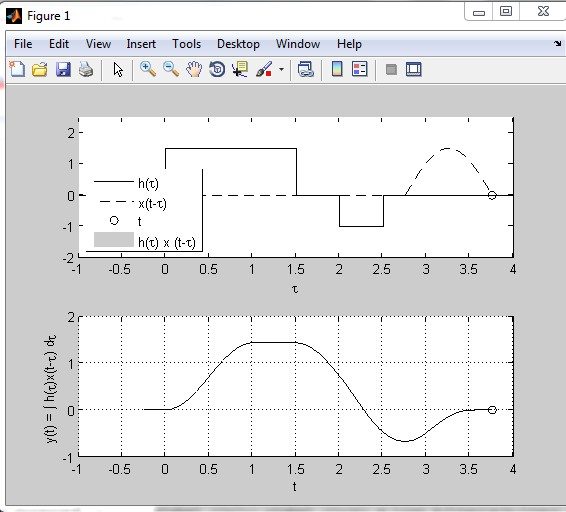 Figure 1
File Edit View Insert Tools Desktop Window Help
2
1
0
-1
-2
h(τ)
x(t-τ)
t
h(τ) x (t-τ)
-1 -0.5 0 0.5 1 1.5 2 2.5 3 3.5 4
τ
y(t) = ∫ h(τ)x(t-τ) dτ
2
1
0
-1
-1 -0.5 0 0.5 1 1.5 2 2.5 3 3.5 4
t